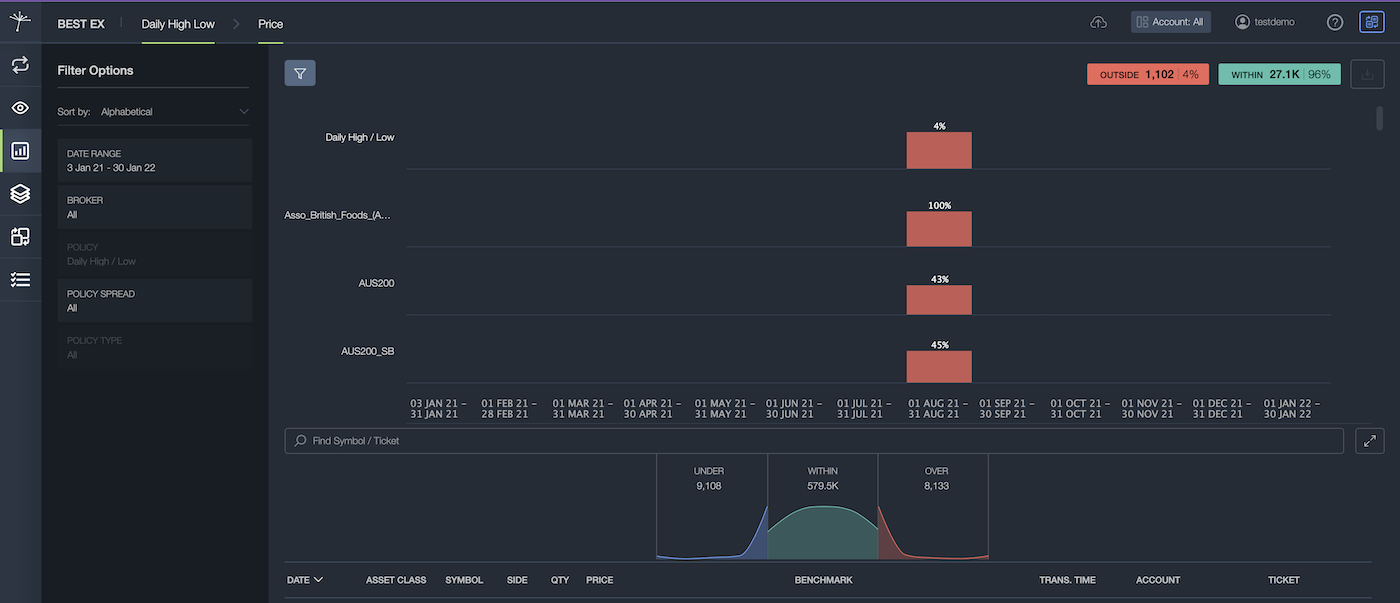 BEST EX
Daily High Low
Price
Account: All
testdemo
Filter Options
Sort by: Alphabetical
DATE RANGE
3 Jan 21 - 30 Jan 22
BROKER
All
POLICY
Daily High / Low
POLICY SPREAD
All
POLICY TYPE
All
OUTSIDE 1,102 | 4%
WITHIN 27.1K | 96%
Daily High / Low
4%
Asso_British_Foods_(A...
100%
AUS200
43%
AUS200_SB
45%
03 JAN 21 –
31 JAN 21
01 FEB 21 –
28 FEB 21
01 MAR 21 –
31 MAR 21
01 APR 21 –
30 APR 21
01 MAY 21 –
31 MAY 21
01 JUN 21 –
30 JUN 21
01 JUL 21 –
31 JUL 21
01 AUG 21 –
31 AUG 21
01 SEP 21 –
30 SEP 21
01 OCT 21 –
31 OCT 21
01 NOV 21 –
30 NOV 21
01 DEC 21 –
31 DEC 21
01 JAN 22 –
30 JAN 22
Find Symbol / Ticket
UNDER
9,108
WITHIN
579.5K
OVER
8,133
DATE
ASSET CLASS
SYMBOL
SIDE
QTY
PRICE
BENCHMARK
TRANS. TIME
ACCOUNT
TICKET